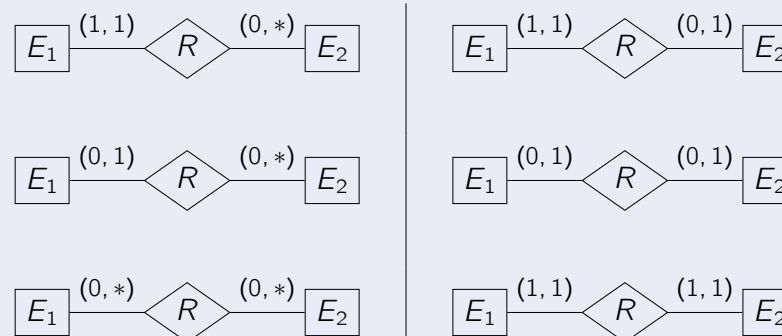 (1, 1) (0, ∗) (1, 1) (0, 1)
E₁ R E₂ E₁ R E₂
(0, 1) (0, ∗) (0, 1) (0, 1)
E₁ R E₂ E₁ R E₂
(0, ∗) (0, ∗) (1, 1) (1, 1)
E₁ R E₂ E₁ R E₂